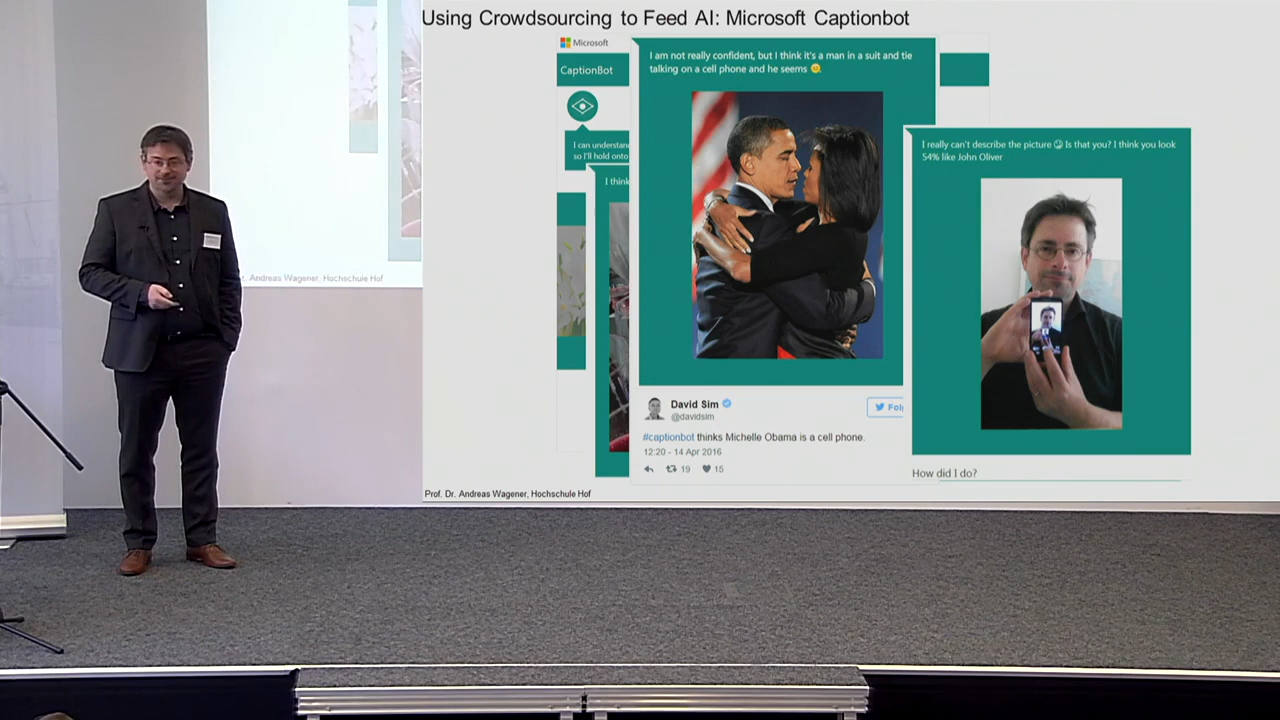 Using Crowdsourcing to Feed AI: Microsoft Captionbot
Microsoft
CaptionBot
I can understand
so I'll hold onto
I think
I am not really confident, but I think it's a man in a suit and tie
talking on a cell phone and he seems 😐.
David Sim
@davidsim
#captionbot thinks Michelle Obama is a cell phone.
12:20 - 14 Apr 2016
19
15
I really can't describe the picture 😳 Is that you? I think you look
54% like John Oliver
How did I do?
Prof. Dr. Andreas Wagener, Hochschule Hof
r. Andreas Wagener, Hochschule Hof